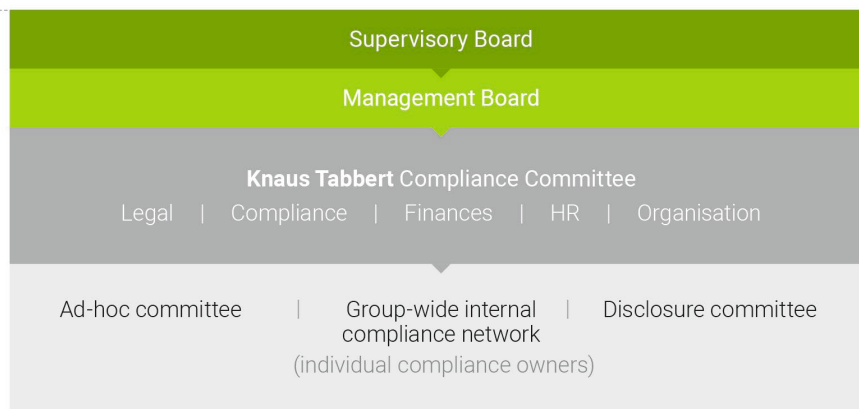 Supervisory Board
Management Board
Knaus Tabbert Compliance Committee
Legal | Compliance | Finances | HR | Organisation
Ad-hoc committee | Group-wide internal | Disclosure committee
compliance network
(individual compliance owners)